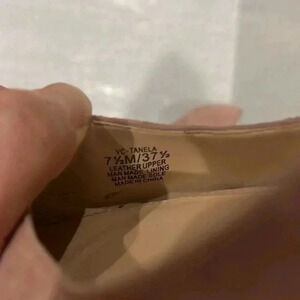 YC-TANELA
7½M/37½
LEATHER UPPER
MAN MADE LINING
MAN MADE SOLE
MADE IN CHINA